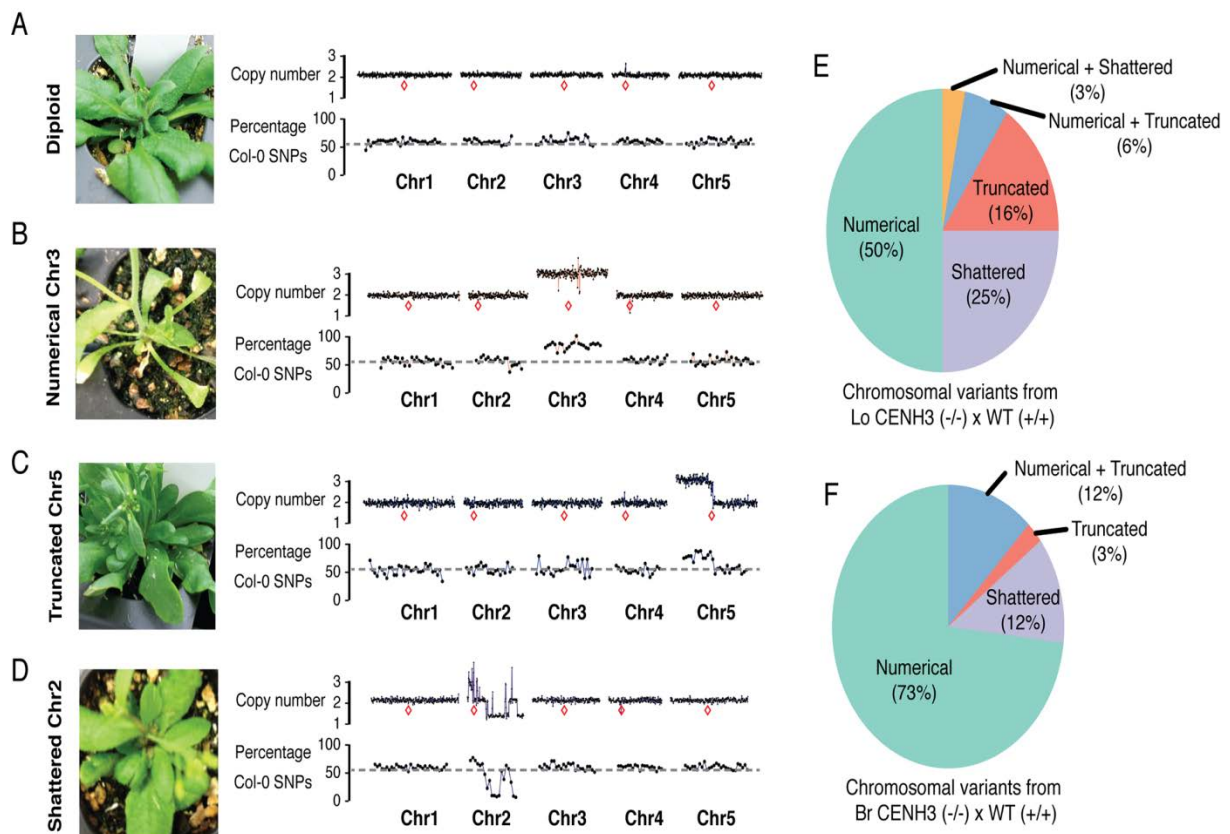 A
Diploid
Copy number
3
2
1
Percentage
Col-0 SNPs
100
50
0
Chr1 Chr2 Chr3 Chr4 Chr5
B
Numerical Chr3
Copy number
3
2
1
Percentage
Col-0 SNPs
100
50
0
Chr1 Chr2 Chr3 Chr4 Chr5
C
Truncated Chr5
Copy number
3
2
1
Percentage
Col-0 SNPs
100
50
0
Chr1 Chr2 Chr3 Chr4 Chr5
D
Shattered Chr2
Copy number
3
2
1
Percentage
Col-0 SNPs
100
50
0
Chr1 Chr2 Chr3 Chr4 Chr5
E
Numerical + Shattered
(3%)
Numerical + Truncated
(6%)
Truncated
(16%)
Numerical
(50%)
Shattered
(25%)
Chromosomal variants from
Lo CENH3 (-/-) x WT (+/+)
F
Numerical + Truncated
(12%)
Truncated
(3%)
Shattered
(12%)
Numerical
(73%)
Chromosomal variants from
Br CENH3 (-/-) x WT (+/+)